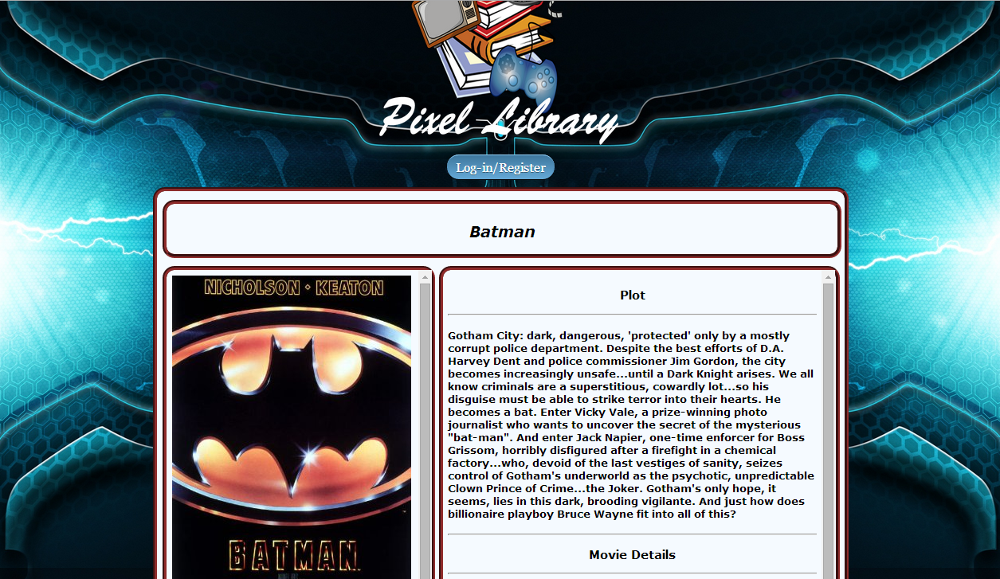 Pixel Library
Log-in/Register
Batman
NICHOLSON · KEATON
BATMAN
Plot
Gotham City: dark, dangerous, 'protected' only by a mostly
corrupt police department. Despite the best efforts of D.A.
Harvey Dent and police commissioner Jim Gordon, the city
becomes increasingly unsafe...until a Dark Knight arises. We all
know criminals are a superstitious, cowardly lot...so his
disguise must be able to strike terror into their hearts. He
becomes a bat. Enter Vicky Vale, a prize-winning photo
journalist who wants to uncover the secret of the mysterious
"bat-man". And enter Jack Napier, one-time enforcer for Boss
Grissom, horribly disfigured after a firefight in a chemical
factory...who, devoid of the last vestiges of sanity, seizes
control of Gotham's underworld as the psychotic, unpredictable
Clown Prince of Crime...the Joker. Gotham's only hope, it
seems, lies in this dark, brooding vigilante. And just how does
billionaire playboy Bruce Wayne fit into all of this?
Movie Details